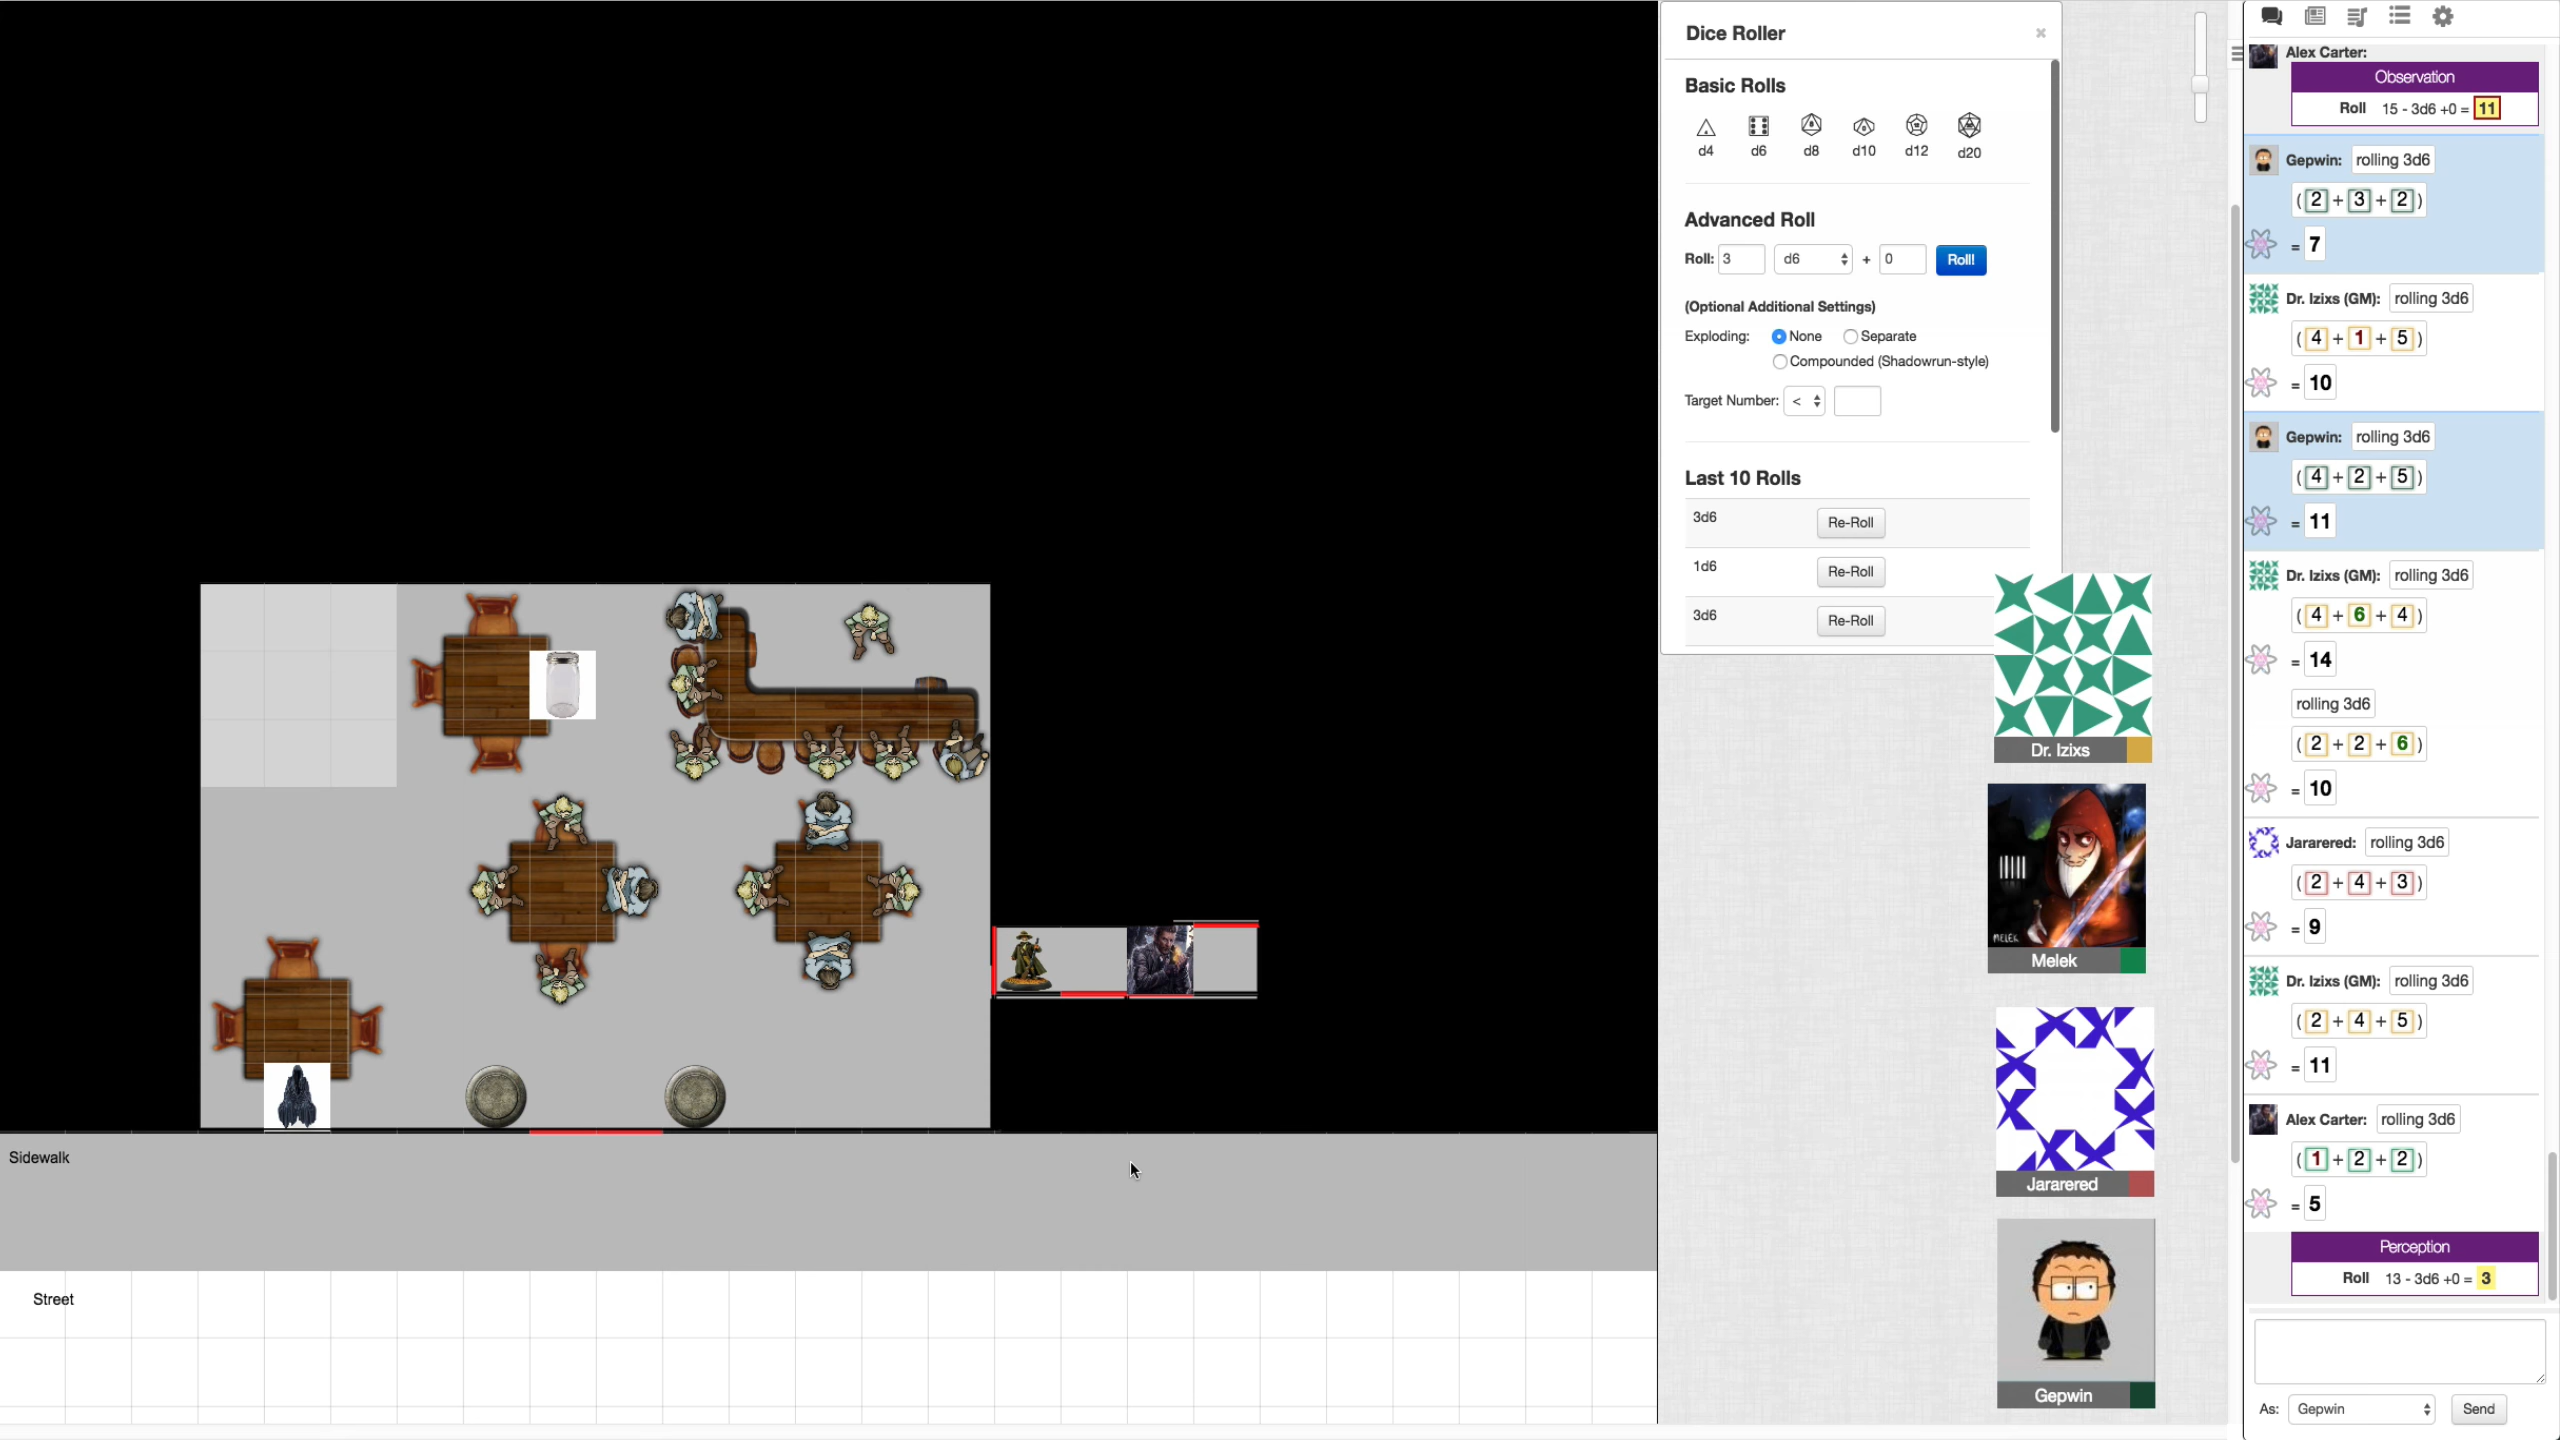 Sidewalk
Street
Dice Roller
×
Basic Rolls
d4 d6 d8 d10 d12 d20
Advanced Roll
Roll: 3 d6 + 0 Roll!
(Optional Additional Settings)
Exploding: None Separate
Compounded (Shadowrun-style)
Target Number: <
Last 10 Rolls
3d6 Re-Roll
1d6 Re-Roll
3d6 Re-Roll
Dr. Izixs
MELEK
Melek
Jararered
Gepwin
Alex Carter:
Observation
Roll 15 - 3d6 +0 = 11
Gepwin: rolling 3d6
(2+3+2)
= 7
Dr. Izixs (GM): rolling 3d6
(4+1+5)
= 10
Gepwin: rolling 3d6
(4+2+5)
= 11
Dr. Izixs (GM): rolling 3d6
(4+6+4)
= 14
rolling 3d6
(2+2+6)
= 10
Jararered: rolling 3d6
(2+4+3)
= 9
Dr. Izixs (GM): rolling 3d6
(2+4+5)
= 11
Alex Carter: rolling 3d6
(1+2+2)
= 5
Perception
Roll 13 - 3d6 +0 = 3
As: Gepwin Send